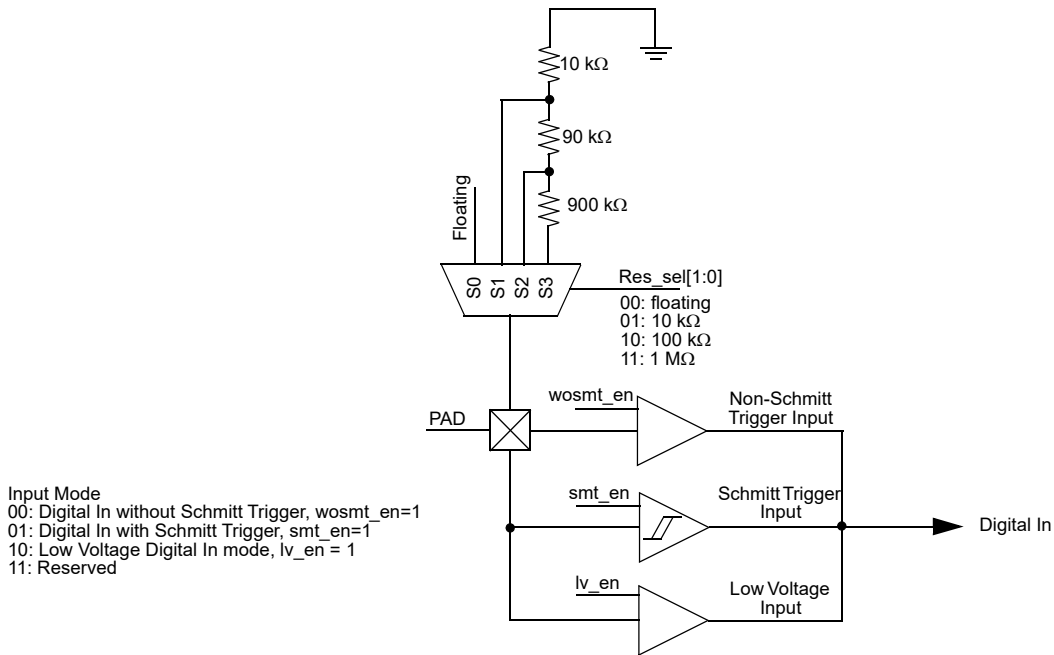 10 kΩ
90 kΩ
900 kΩ
Floating
S0
S1
S2
S3
Res_sel[1:0]
00: floating
01: 10 kΩ
10: 100 kΩ
11: 1 MΩ
PAD
wosmt_en
Non-Schmitt
Trigger Input
smt_en
Schmitt Trigger
Input
Digital In
lv_en
Low Voltage
Input
Input Mode
00: Digital In without Schmitt Trigger, wosmt_en=1
01: Digital In with Schmitt Trigger, smt_en=1
10: Low Voltage Digital In mode, lv_en = 1
11: Reserved